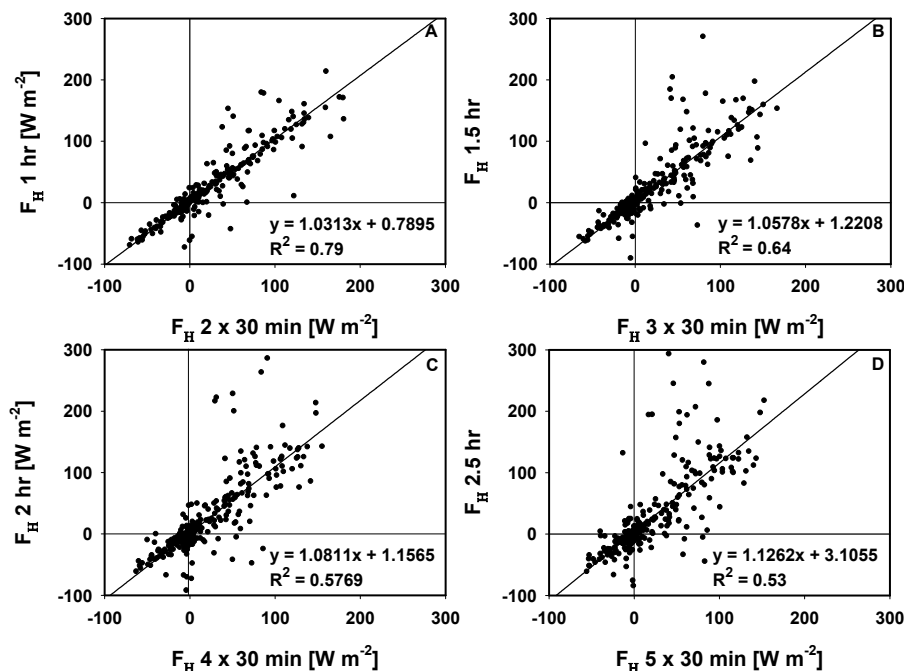 300
A
200
F_H 1 hr [W m⁻²]
100
0
y = 1.0313x + 0.7895
R² = 0.79
-100
-100 0 100 200 300
F_H 2 x 30 min [W m⁻²]
300
B
200
F_H 1.5 hr
100
0
y = 1.0578x + 1.2208
R² = 0.64
-100
-100 0 100 200 300
F_H 3 x 30 min [W m⁻²]
300
C
200
F_H 2 hr [W m⁻²]
100
0
y = 1.0811x + 1.1565
R² = 0.5769
-100
-100 0 100 200 300
F_H 4 x 30 min [W m⁻²]
300
D
200
F_H 2.5 hr
100
0
y = 1.1262x + 3.1055
R² = 0.53
-100
-100 0 100 200 300
F_H 5 x 30 min [W m⁻²]